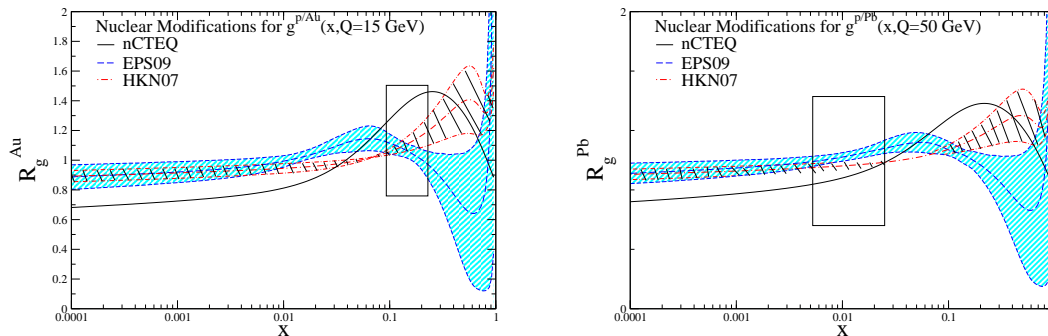 Nuclear Modifications for g^{p/Au}(x,Q=15 GeV)
nCTEQ
EPS09
HKN07
R_g^{Au}
2
1.8
1.6
1.4
1.2
1
0.8
0.6
0.4
0.2
0
0.0001
0.001
0.01
0.1
1
x
Nuclear Modifications for g^{p/Pb}(x,Q=50 GeV)
nCTEQ
EPS09
HKN07
R_g^{Pb}
2
1
0
0.0001
0.001
0.01
0.1
x